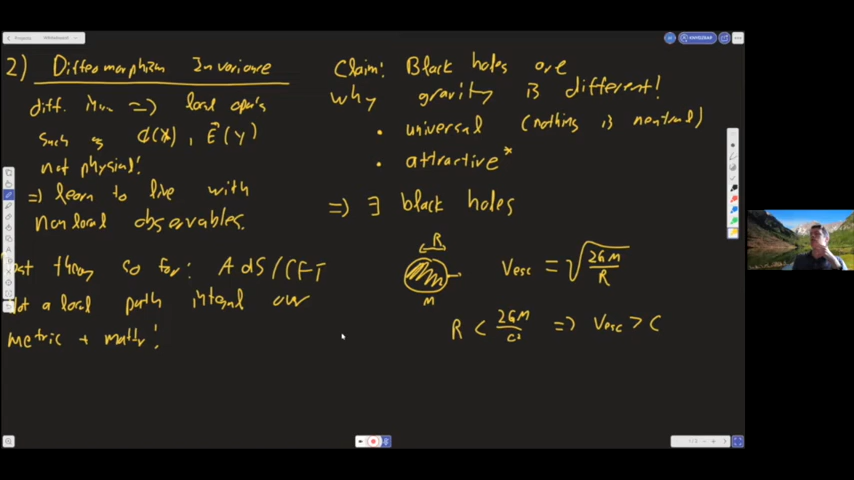 2) Diffeomorphism Invariance
diff. inv => local op's
such as φ(x), E(y)
not physical!
=> learn to live with
nonlocal observables.
so far: AdS/CFT
Not a local path integral over
metric + matter!
Claim: Black holes are
why gravity is different!
• universal (nothing is neutral)
• attractive*
=> ∃ black holes
R
M
Vesc = √(2GM/R)
R < 2GM/c² => Vesc > C